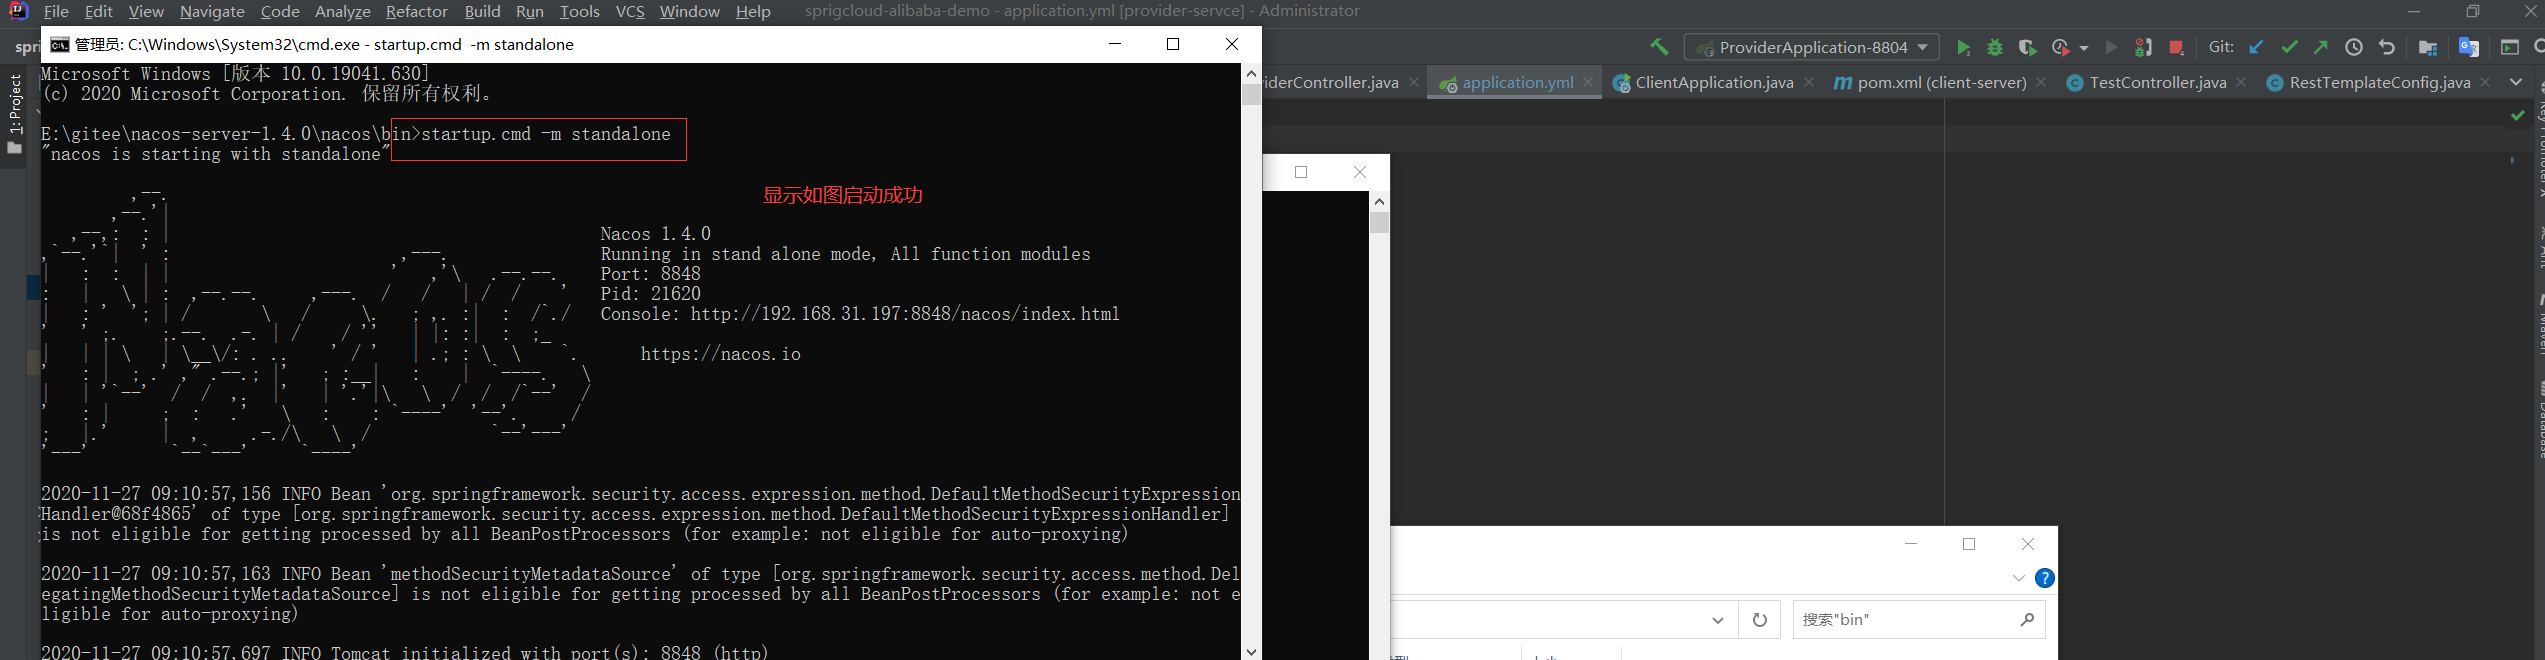 File Edit View Navigate Code Analyze Refactor Build Run Tools VCS Window Help sprigcloud-alibaba-demo - application.yml [provider-servce] - Administrator
管理员: C:\Windows\System32\cmd.exe - startup.cmd  -m standalone
ProviderApplication-8804
Git:
1: Project
viderController.java
application.yml
ClientApplication.java
pom.xml (client-server)
TestController.java
RestTemplateConfig.java
Microsoft Windows [版本 10.0.19041.630]
(c) 2020 Microsoft Corporation. 保留所有权利。
E:\gitee\nacos-server-1.4.0\nacos\bin>startup.cmd -m standalone
"nacos is starting with standalone"
显示如图启动成功
Nacos 1.4.0
Running in stand alone mode, All function modules
Port: 8848
Pid: 21620
Console: http://192.168.31.197:8848/nacos/index.html
https://nacos.io
2020-11-27 09:10:57,156 INFO Bean 'org.springframework.security.access.expression.method.DefaultMethodSecurityExpression
Handler@68f4865' of type [org.springframework.security.access.expression.method.DefaultMethodSecurityExpressionHandler]
is not eligible for getting processed by all BeanPostProcessors (for example: not eligible for auto-proxying)
2020-11-27 09:10:57,163 INFO Bean 'methodSecurityMetadataSource' of type [org.springframework.security.access.method.Del
egatingMethodSecurityMetadataSource] is not eligible for getting processed by all BeanPostProcessors (for example: not e
ligible for auto-proxying)
2020-11-27 09:10:57,697 INFO Tomcat initialized with port(s): 8848 (http)
搜索"bin"